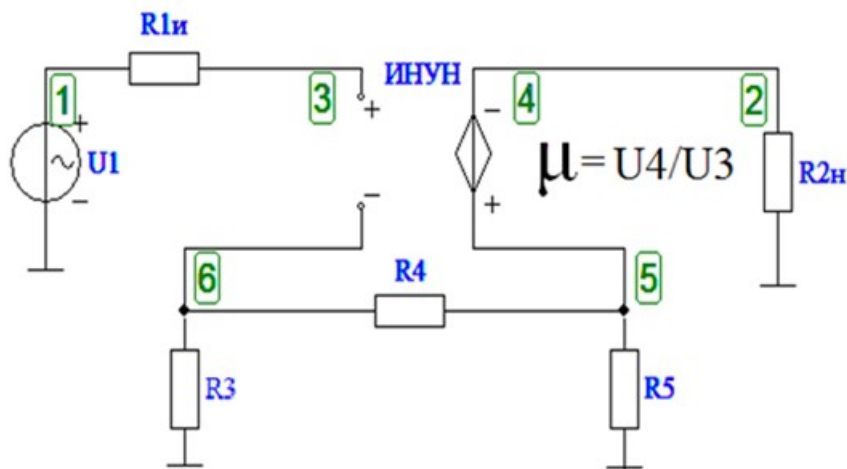 R1и
ИНУН
1
3
4
2
+
+
-
U1
μ = U4/U3
R2н
-
-
+
6
R4
5
R3
R5